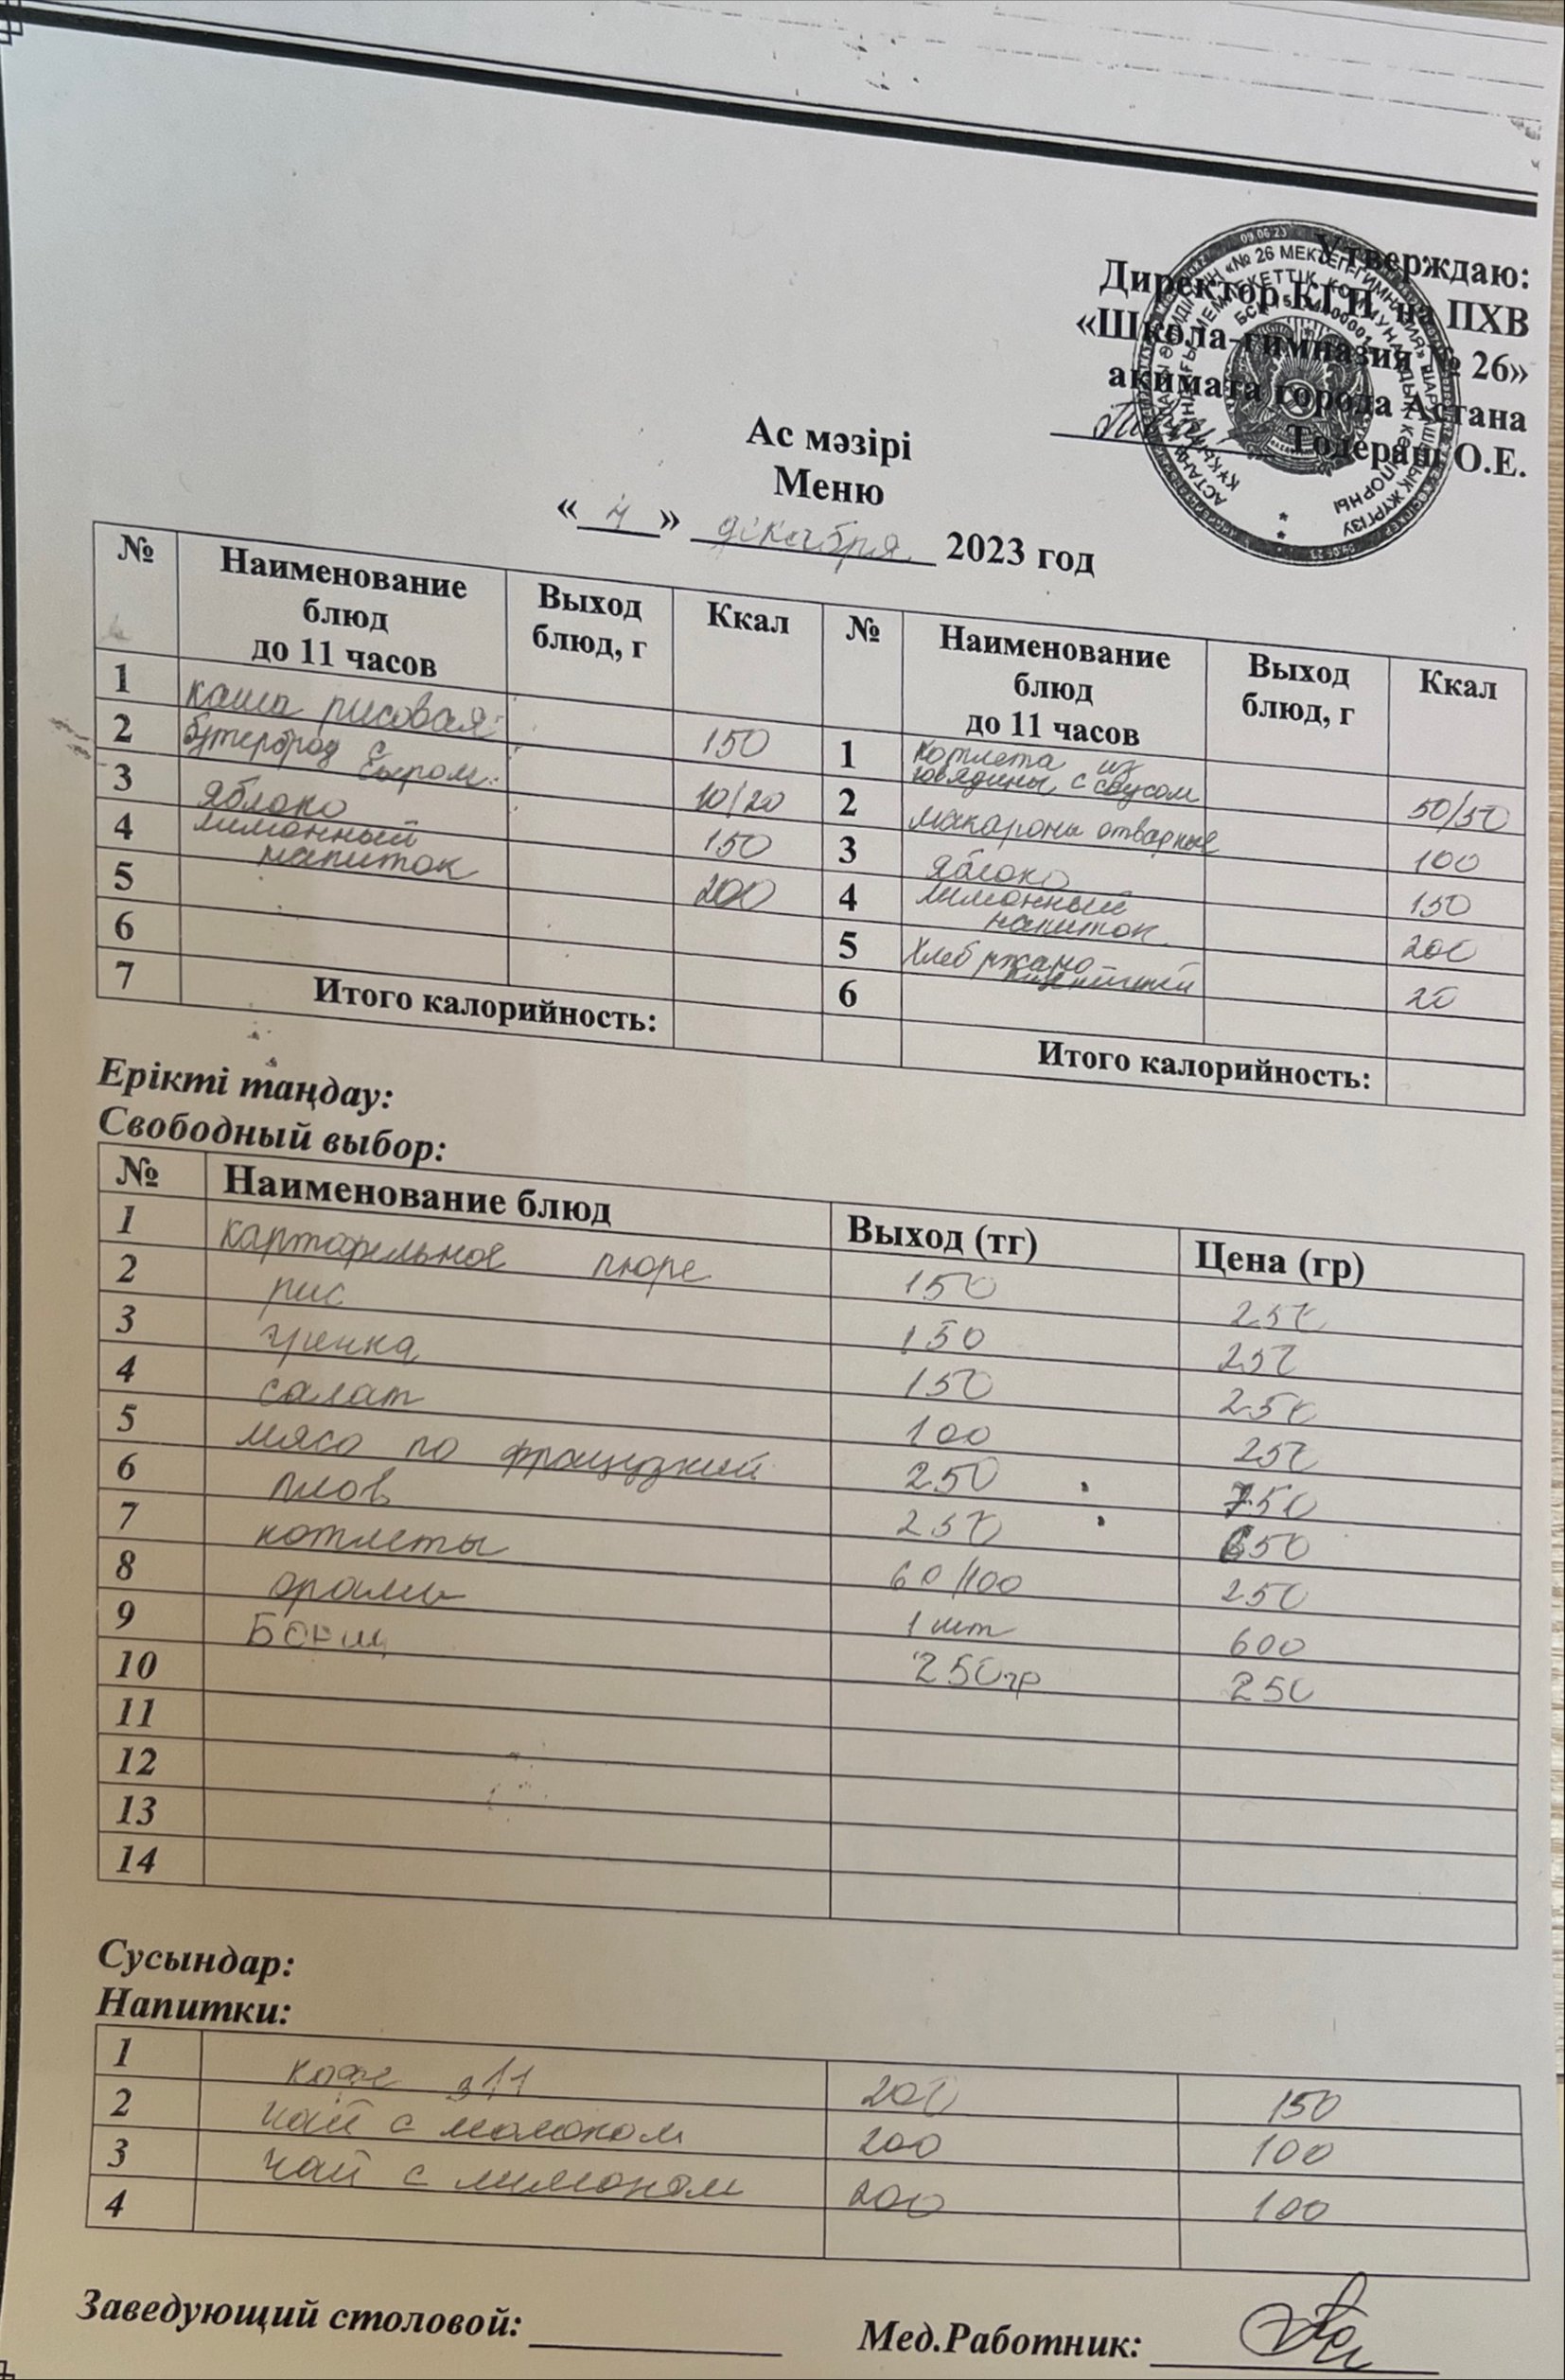 Утверждаю:
Директор КГП на ПХВ
«Школа-гимназия № 26»
акимата города Астана
Тодераш О.Е.
Ас мәзірі
Меню
« 4 » декабря 2023 год
№ Наименование блюд до 11 часов Выход блюд, г Ккал № Наименование блюд до 11 часов Выход блюд, г Ккал
1 каша рисовая 150 1 Котлета из говядины с соусом 50/50
2 бутерброд с сыром 10/20 2 макароны отварные 100
3 яблоко 150 3 яблоко 150
4 лимонный напиток 200 4 лимонный напиток 200
5 5 Хлеб ржано- 20
6 6
7 Итого калорийность: Итого калорийность:
Ерікті таңдау:
Свободный выбор:
№ Наименование блюд Выход (тг) Цена (гр)
1 картофельное пюре 150 250
2 рис 150 250
3 гречка 150 250
4 салат 100 250
5 мясо по француzкий 250 750
6 плов 250 650
7 котлеты 60/100 250
8 орама 1 шт 600
9 Борщ 250гр 250
10
11
12
13
14
Сусындар:
Напитки:
1 кофе 3в1 200 150
2 чай с молоком 200 100
3 чай с лимоном 200 100
4
Заведующий столовой: Мед.Работник: